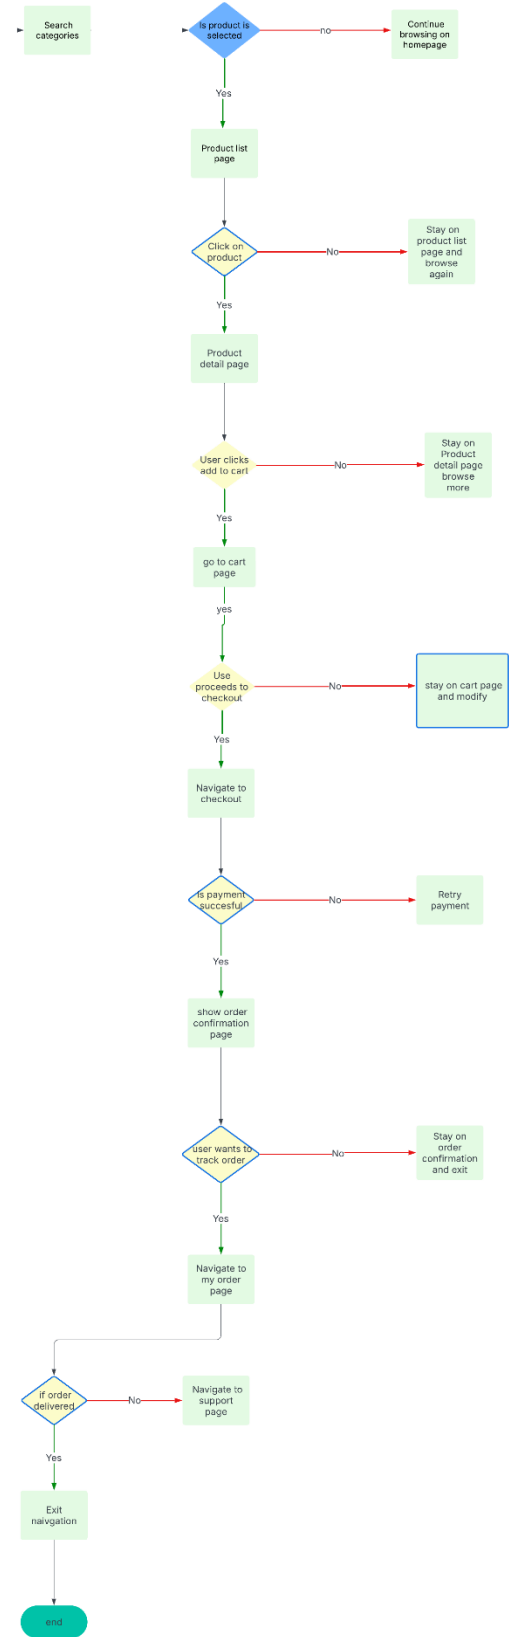 Search
categories
Is product is
selected
no
Continue
browsing on
homepage
Yes
Product list
page
Click on
product
No
Stay on
product list
page and
browse
again
Yes
Product
detail page
User clicks
add to cart
No
Stay on
Product
detail page
browse
more
Yes
go to cart
page
yes
Use
proceeds to
checkout
No
stay on cart page
and modify
Yes
Navigate to
checkout
Is payment
succesful
No
Retry
payment
Yes
show order
confirmation
page
user wants to
track order
No
Stay on
order
confirmation
and exit
Yes
Navigate to
my order
page
if order
delivered
No
Navigate to
support
page
Yes
Exit
naivgation
end